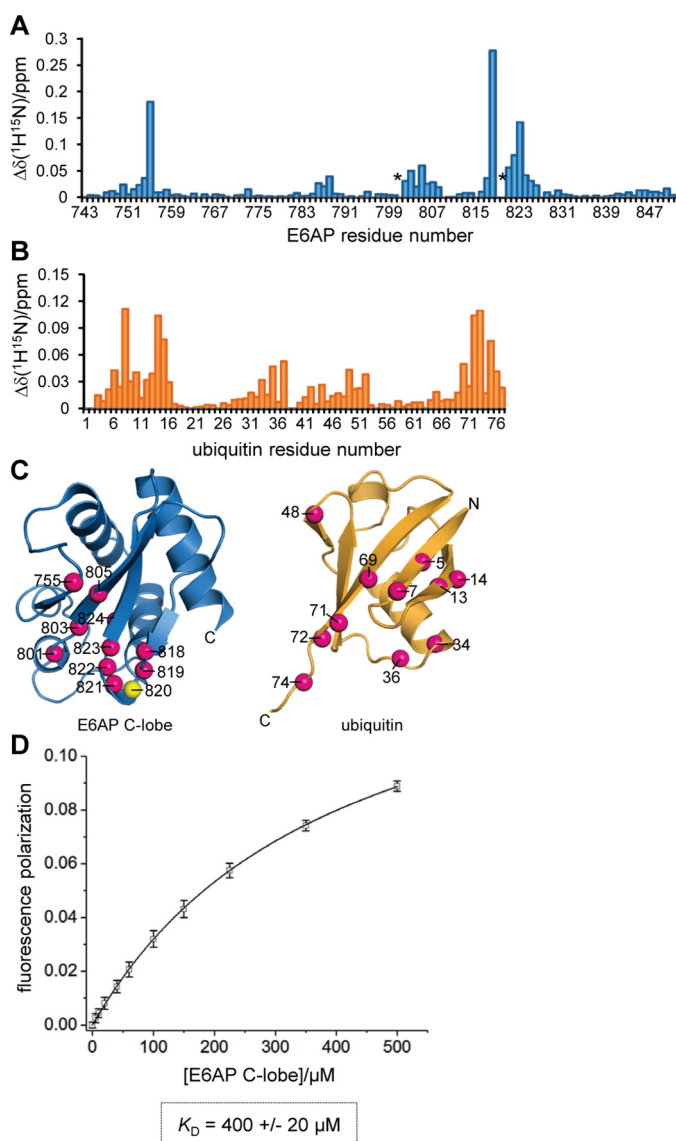 A
Δδ(¹H¹⁵N)/ppm
0.3
0.25
0.2
0.15
0.1
0.05
0
* *
743 751 759 767 775 783 791 799 807 815 823 831 839 847
E6AP residue number
B
Δδ(¹H¹⁵N)/ppm
0.15
0.12
0.09
0.06
0.03
0
1 6 11 16 21 26 31 36 41 46 51 56 61 66 71 76
ubiquitin residue number
C
755
805
803
824
801
823
818
822
819
821
820
C
E6AP C-lobe
48
N
69
5
7
14
13
71
72
34
74
36
C
ubiquitin
D
fluorescence polarization
0.10
0.08
0.06
0.04
0.02
0.00
0 100 200 300 400 500
[E6AP C-lobe]/μM
K_D = 400 +/- 20 μM